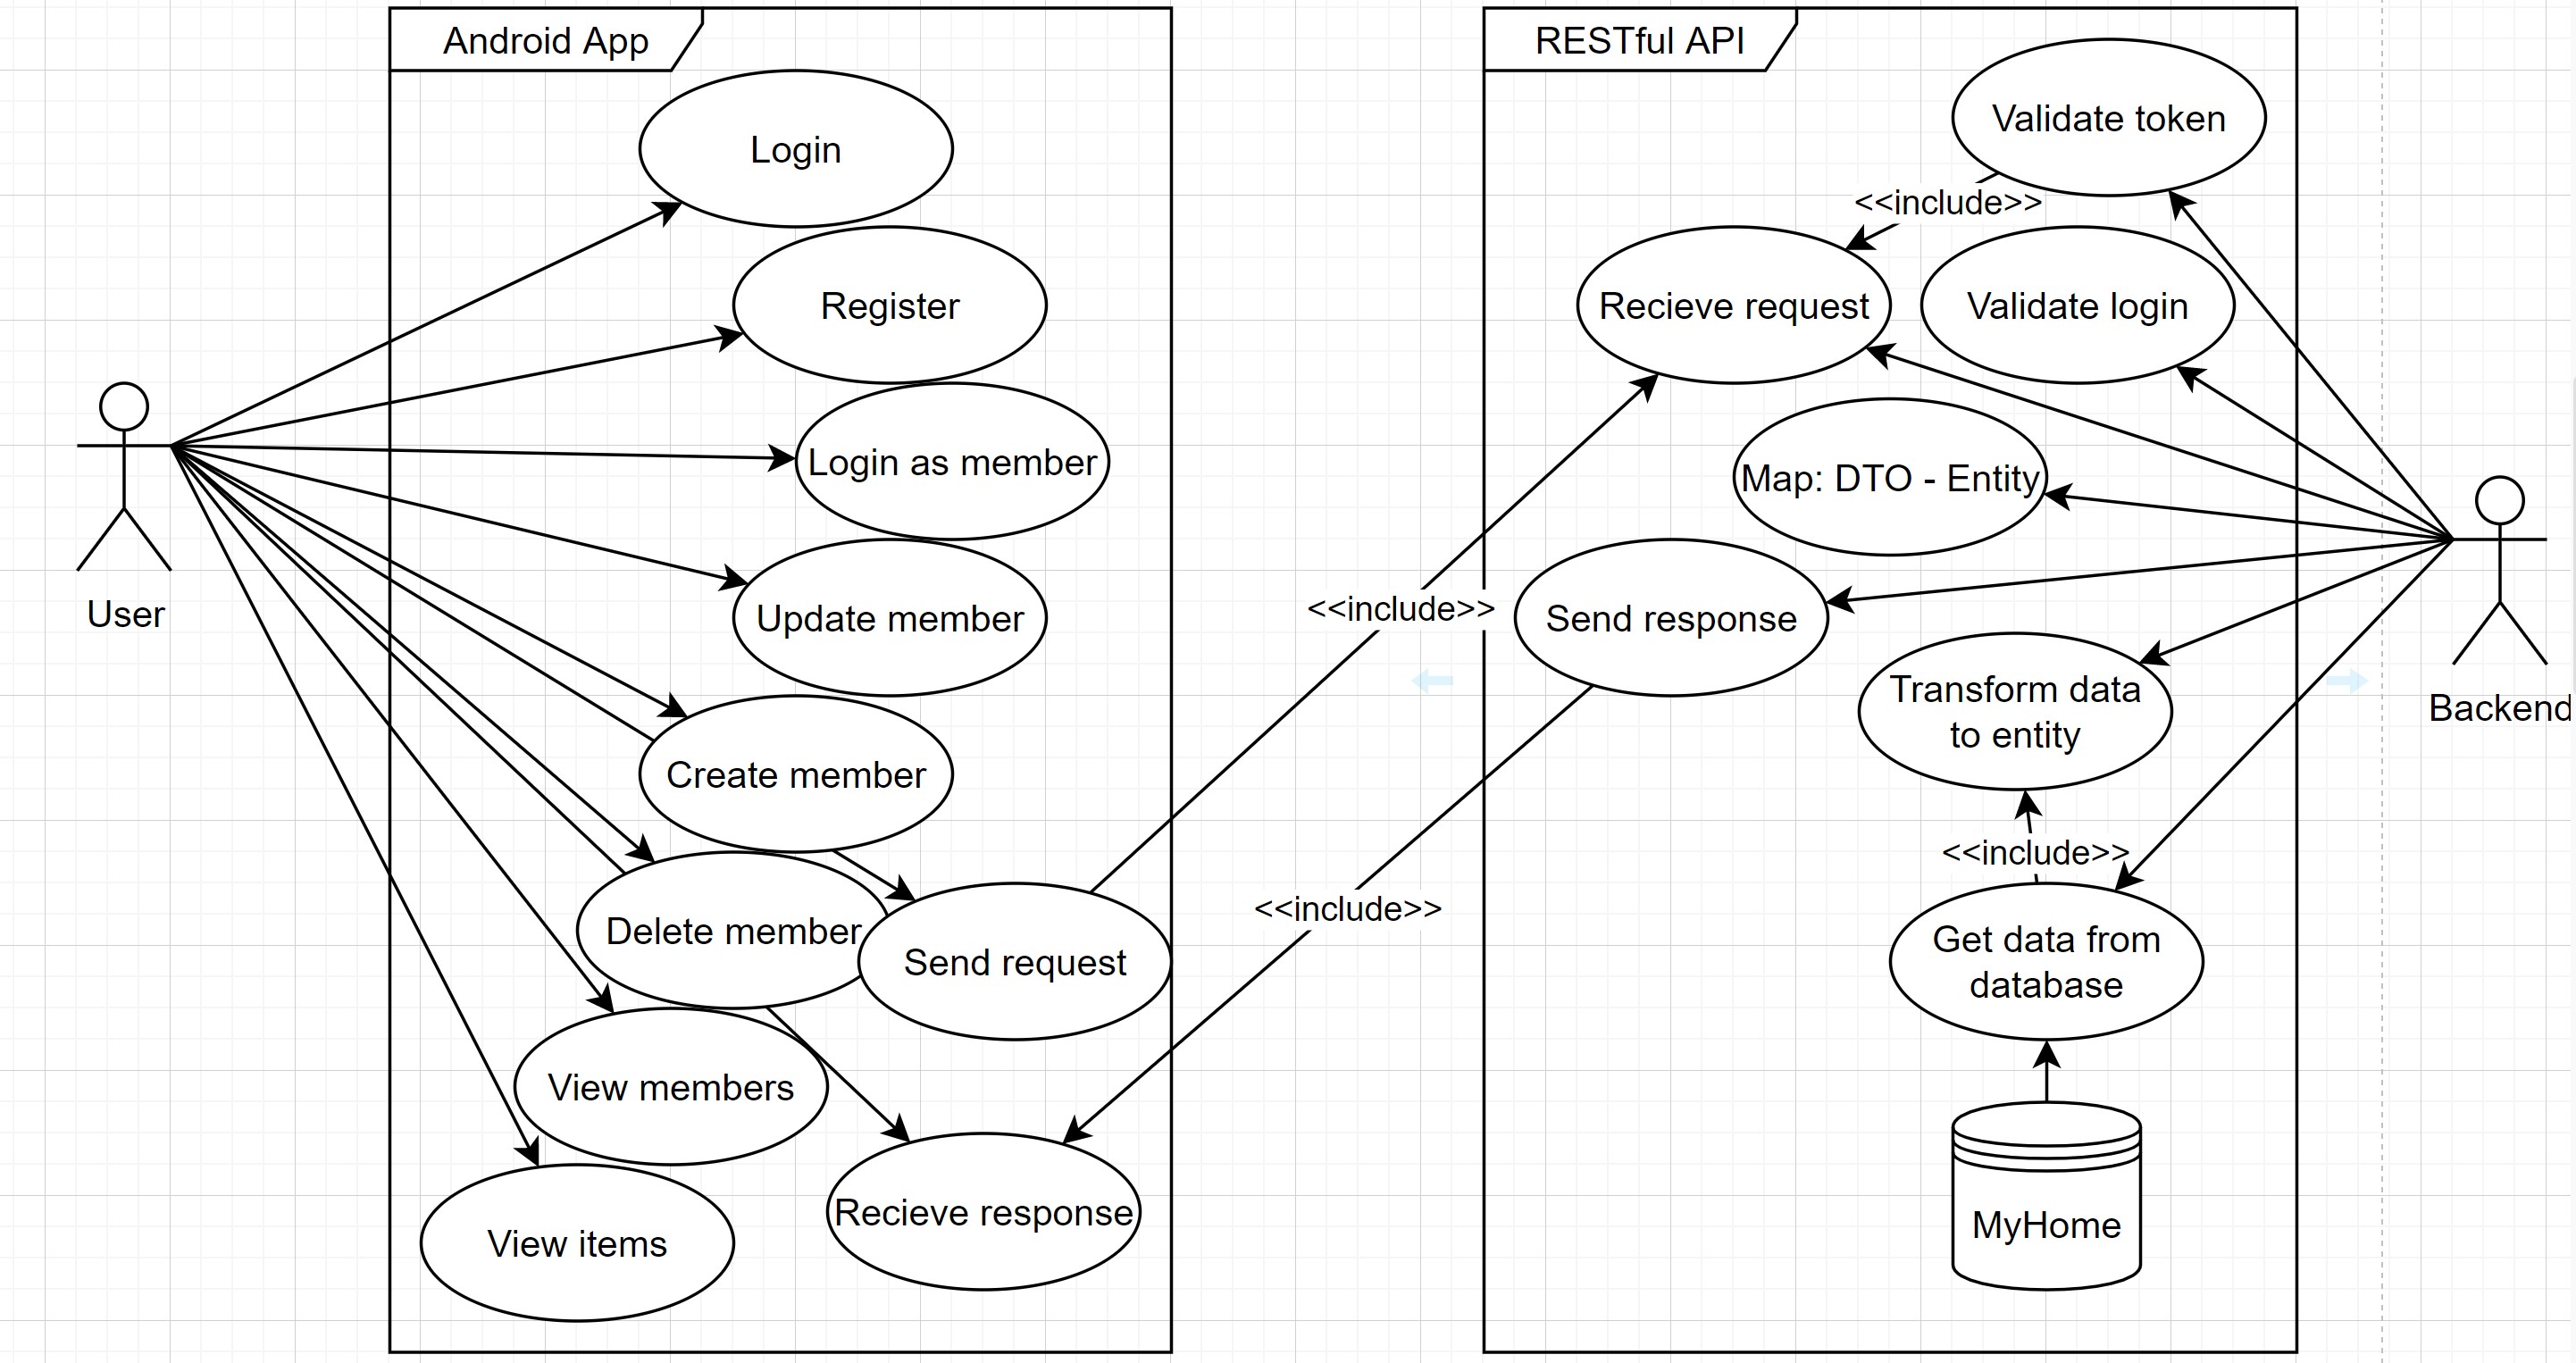 Android App
Login
Register
Login as member
Update member
Create member
Delete member
Send request
View members
Recieve response
View items
User
<<include>>
<<include>>
RESTful API
Validate token
<<include>>
Recieve request
Validate login
Map: DTO - Entity
Send response
Transform data
to entity
<<include>>
Get data from
database
MyHome
Backend